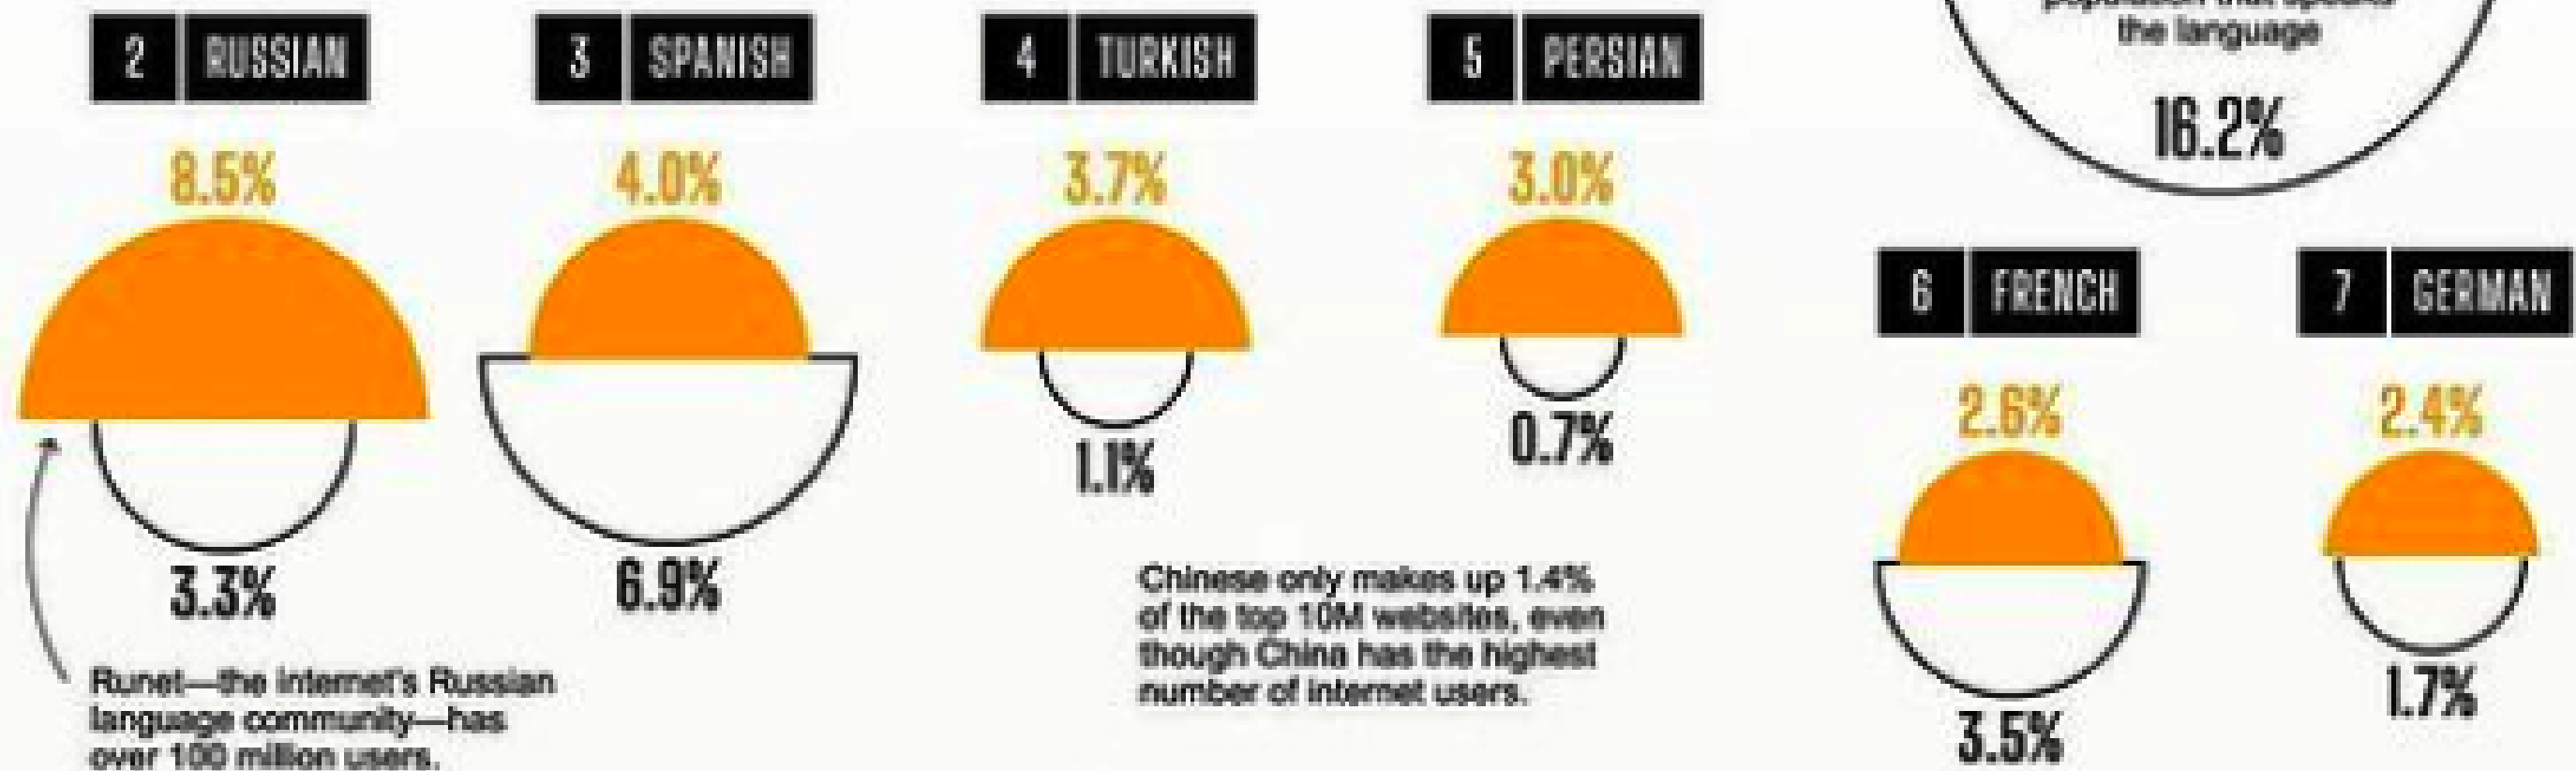 population that speaks
the language
16.2%
2 RUSSIAN
8.5%
3.3%
Runet—the internet's Russian
language community—has
over 100 million users.
3 SPANISH
4.0%
6.9%
4 TURKISH
3.7%
1.1%
5 PERSIAN
3.0%
0.7%
Chinese only makes up 1.4%
of the top 10M websites, even
though China has the highest
number of internet users.
6 FRENCH
2.6%
3.5%
7 GERMAN
2.4%
1.7%